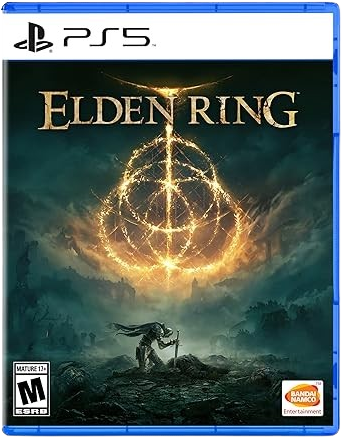 PS5
ELDEN RING
MATURE 17+
M
ESRB
BANDAI
NAMCO
Entertainment